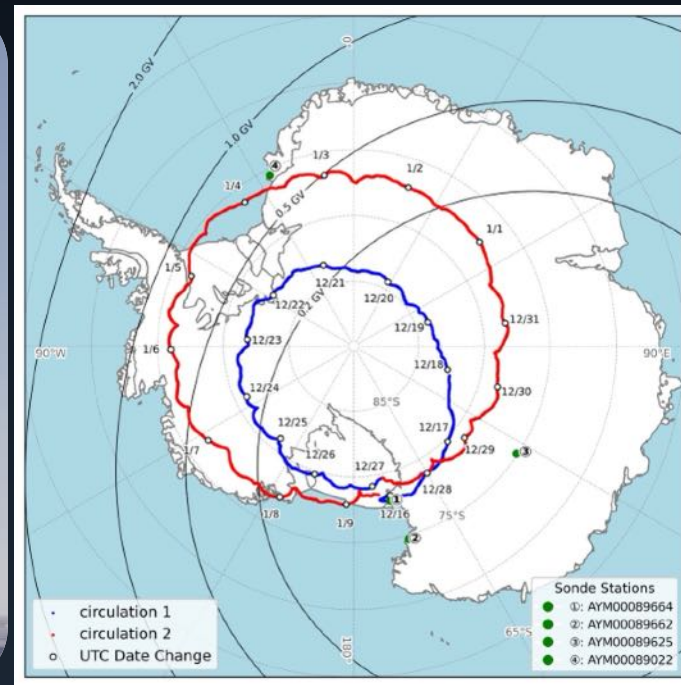 0°
2.0 GV
1.0 GV
④
1/3
1/2
1/4
0.5 GV
1/1
1/5
12/21
12/20
12/22
0.2 GV
12/19
12/31
90°W
1/6
12/23
12/18
90°E
12/24
85°S
12/30
12/17
12/25
12/29
③
1/7
12/26
12/27
12/28
①
1/8
1/9
12/16
75°S
②
circulation 1
circulation 2
UTC Date Change
180°
65°S
Sonde Stations
①: AYM00089664
②: AYM00089662
③: AYM00089625
④: AYM00089022